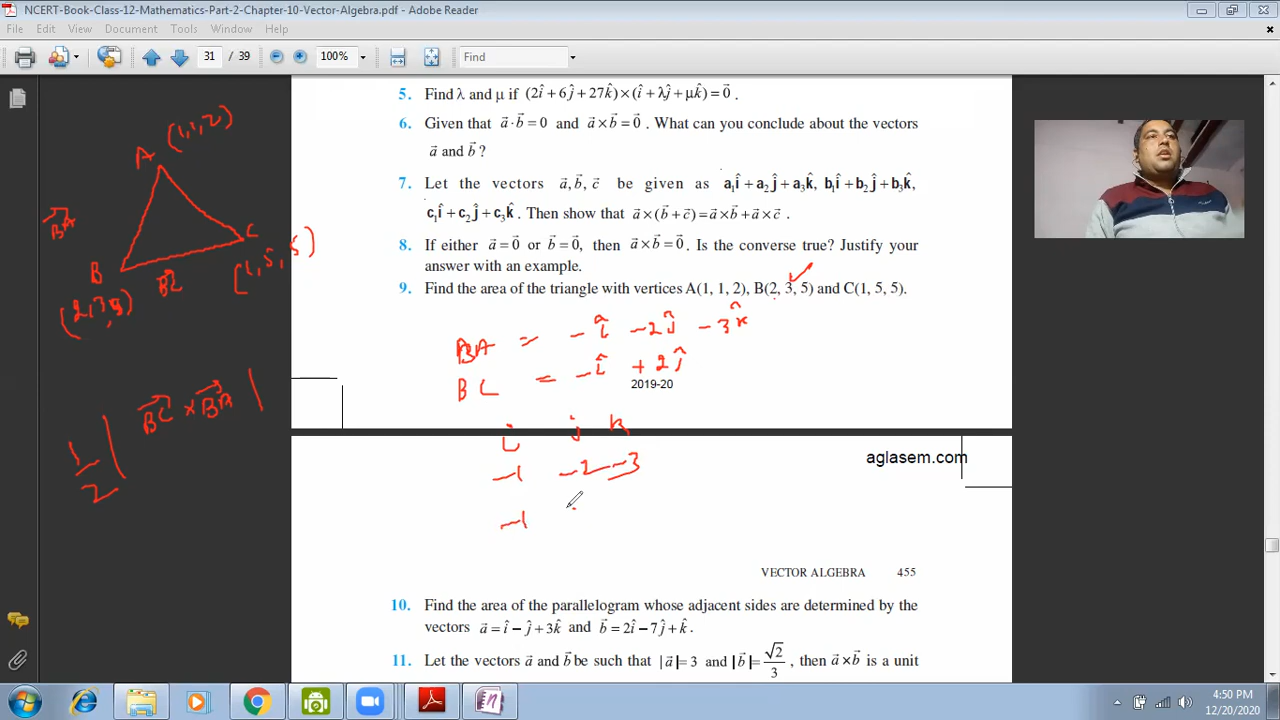 NCERT-Book-Class-12-Mathematics-Part-2-Chapter-10-Vector-Algebra.pdf - Adobe Reader
File Edit View Document Tools Window Help
31 / 39 100% Find
5. Find λ and μ if (2î + 6ĵ + 27k̂) × (î + λĵ + μk̂) = 0⃗ .
6. Given that a⃗ · b⃗ = 0 and a⃗ × b⃗ = 0⃗ . What can you conclude about the vectors
a⃗ and b⃗ ?
7. Let the vectors a⃗, b⃗, c⃗ be given as a₁î + a₂ĵ + a₃k̂, b₁î + b₂ĵ + b₃k̂,
c₁î + c₂ĵ + c₃k̂ . Then show that a⃗ × (b⃗ + c⃗) = a⃗ × b⃗ + a⃗ × c⃗ .
8. If either a⃗ = 0⃗ or b⃗ = 0⃗, then a⃗ × b⃗ = 0⃗ . Is the converse true? Justify your
answer with an example.
9. Find the area of the triangle with vertices A(1, 1, 2), B(2, 3, 5) and C(1, 5, 5).
A (1,1,2)
BA⃗
B
(2,3,5)
BC⃗
C
(1,5,5)
BA = -î -2ĵ -3k̂
BC = -î +2ĵ
2019-20
1/2 | BC⃗ × BA⃗ |
i j k
-1 -2 -3
-1
aglasem.com
VECTOR ALGEBRA 455
10. Find the area of the parallelogram whose adjacent sides are determined by the
vectors a⃗ = î − ĵ + 3k̂ and b⃗ = 2î − 7ĵ + k̂ .
11. Let the vectors a⃗ and b⃗ be such that |a⃗| = 3 and |b⃗| = √2/3, then a⃗ × b⃗ is a unit
4:50 PM
12/20/2020